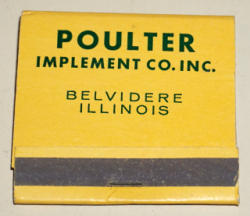 POULTER
IMPLEMENT CO. INC.
BELVIDERE
ILLINOIS